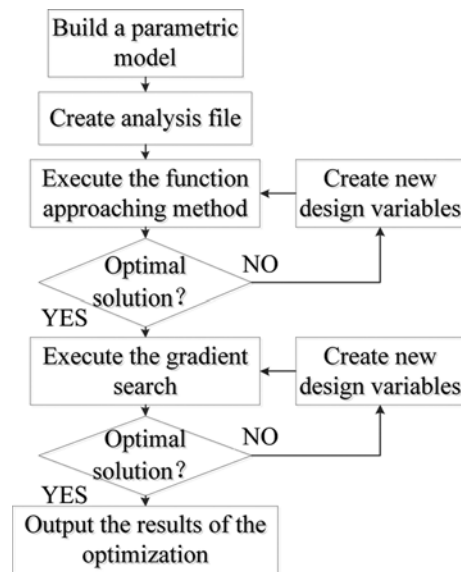 Build a parametric
model
Create analysis file
Execute the function
approaching method
Create new
design variables
Optimal
solution?
NO
YES
Execute the gradient
search
Create new
design variables
Optimal
solution?
NO
YES
Output the results of the
optimization